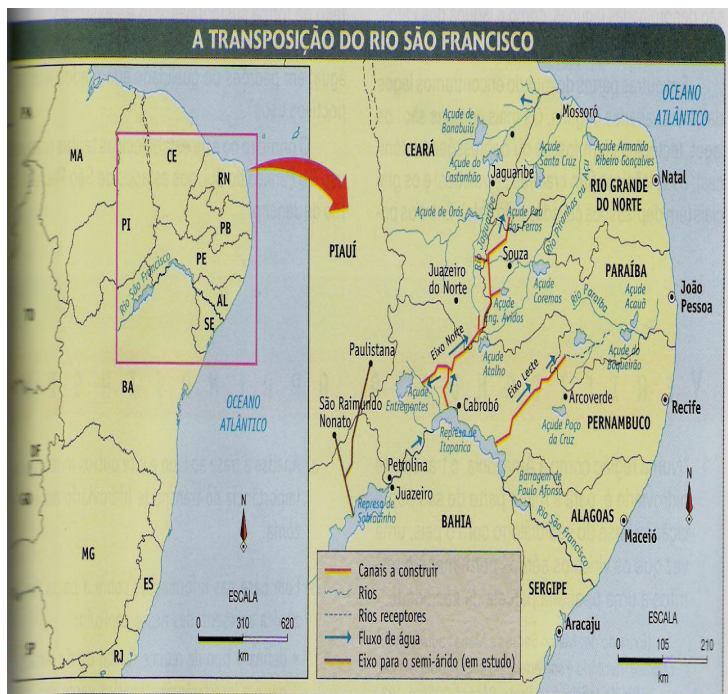 A TRANSPOSIÇÃO DO RIO SÃO FRANCISCO
MA
CE
RN
PI
PB
PE
AL
SE
Rio São Francisco
BA
OCEANO
ATLÂNTICO
DF
GO
MG
ES
SP
RJ
N
ESCALA
0 310 620
km
OCEANO
ATLÂNTICO
Mossoró
Açude de
Banabuiú
CEARÁ
Açude de
Castanhão
Açude
Santa Cruz
Açude Armando
Ribeiro Gonçalves
Jaguaribe
Natal
RIO GRANDE
DO NORTE
Açude de Orós
Rio Jaguaribe
Açude Pau
dos Ferros
Rio Piranhas ou Açu
PIAUÍ
Souza
PARAÍBA
Juazeiro
do Norte
Açude
Coremas
Açude
Eng. Avidos
Rio Paraíba
Açude
Acauã
João
Pessoa
Eixo Norte
Açude
Atalho
Açude do
Boqueirão
Paulistana
Eixo Leste
Açude
Entremontes
Cabrobó
Arcoverde
Recife
São Raimundo
Nonato
PERNAMBUCO
Represa de
Itaparica
Açude Poço
da Cruz
Petrolina
Juazeiro
Represa de
Sobradinho
Barragem de
Paulo Afonso
BAHIA
Rio São Francisco
ALAGOAS
Maceió
SERGIPE
Aracaju
Canais a construir
Rios
Rios receptores
Fluxo de água
Eixo para o semi-árido (em estudo)
N
ESCALA
0 105 210
km